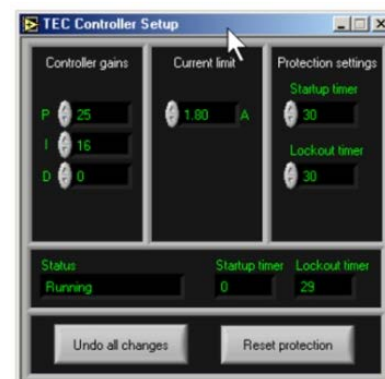 TEC Controller Setup
Controller gains
P 25
I 16
D 0
Current limit
1.80 A
Protection settings
Startup timer
30
Lockout timer
30
Status
Running
Startup timer
0
Lockout timer
29
Undo all changes
Reset protection